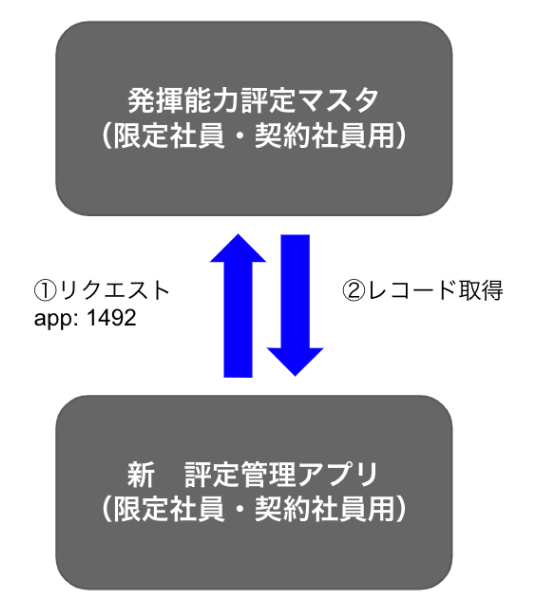 発揮能力評定マスタ
（限定社員・契約社員用）
①リクエスト
app: 1492
②レコード取得
新　評定管理アプリ
（限定社員・契約社員用）